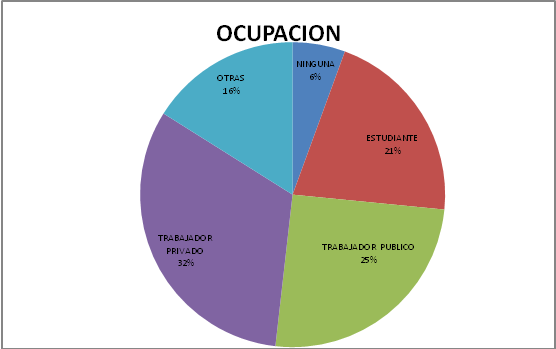 OCUPACION
NINGUNA
6%
ESTUDIANTE
21%
TRABAJADOR PUBLICO
25%
TRABAJADOR
PRIVADO
32%
OTRAS
16%